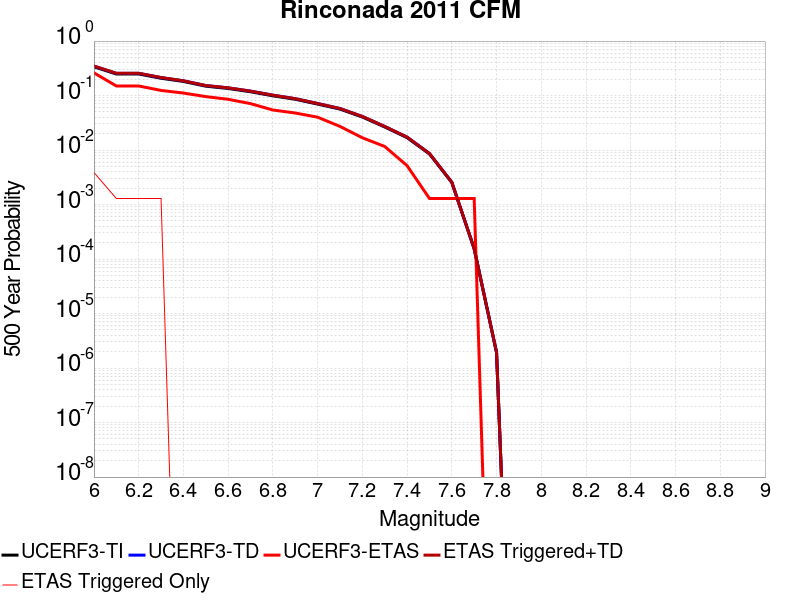 Rinconada 2011 CFM
10^0
10^-1
10^-2
10^-3
10^-4
10^-5
10^-6
10^-7
10^-8
500 Year Probability
6 6.2 6.4 6.6 6.8 7 7.2 7.4 7.6 7.8 8 8.2 8.4 8.6 8.8 9
Magnitude
UCERF3-TI UCERF3-TD UCERF3-ETAS ETAS Triggered+TD
ETAS Triggered Only